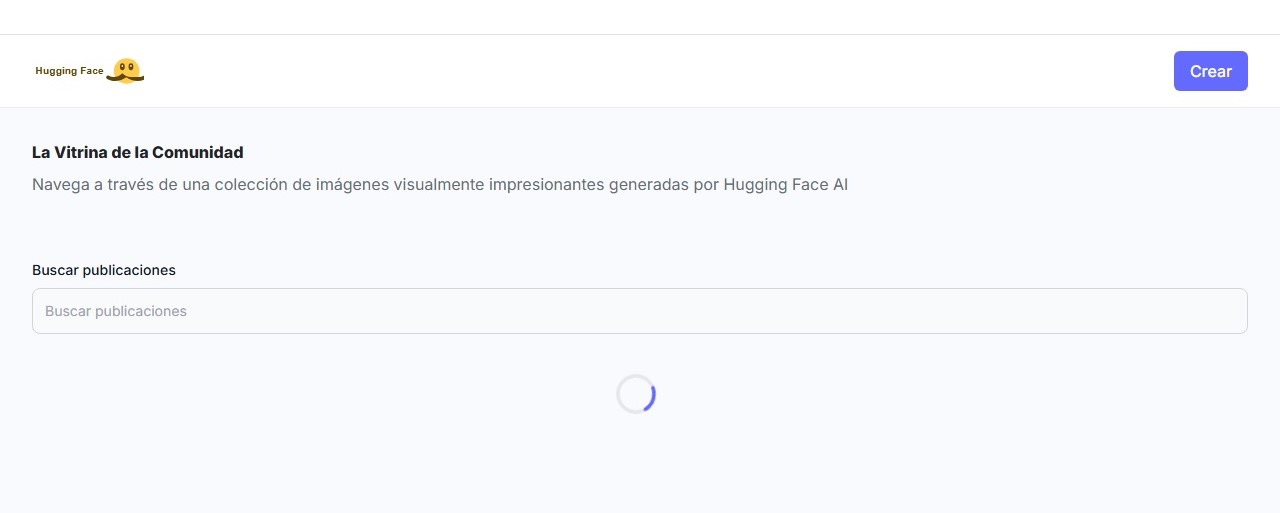 Hugging Face
Crear
La Vitrina de la Comunidad
Navega a través de una colección de imágenes visualmente impresionantes generadas por Hugging Face AI
Buscar publicaciones
Buscar publicaciones